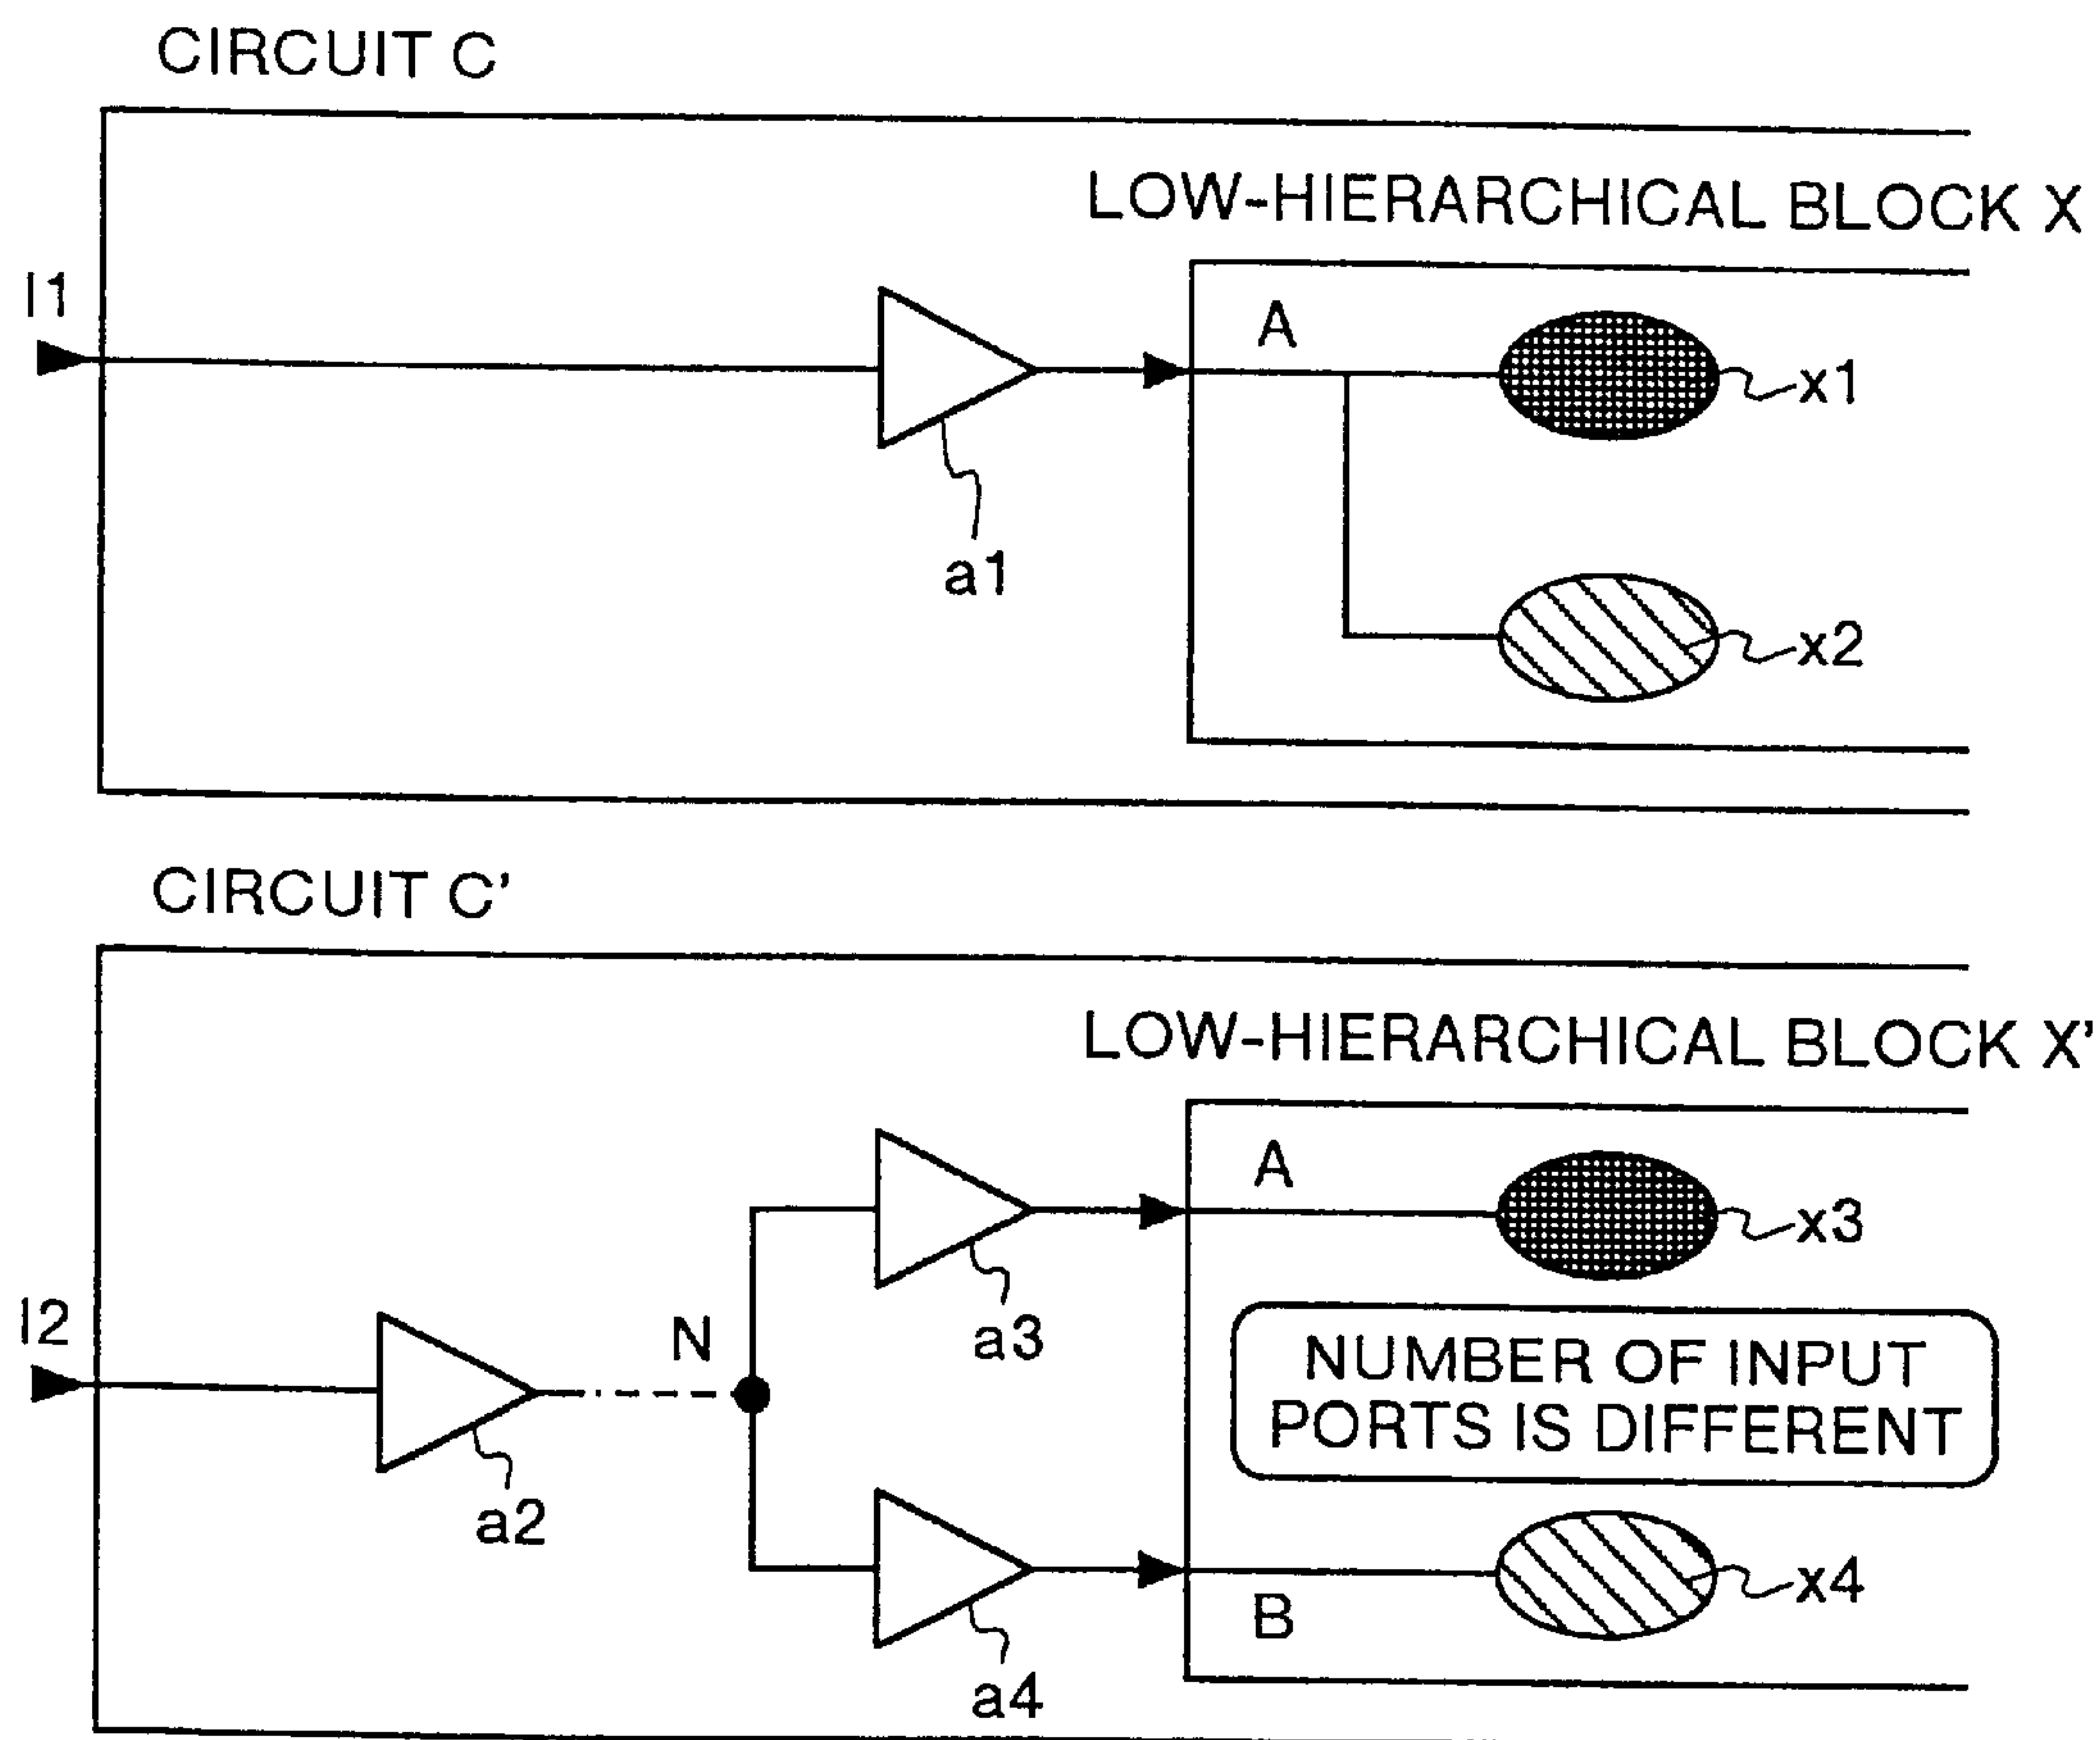 CIRCUIT C
LOW-HIERARCHICAL BLOCK X
I1
A
x1
a1
x2
CIRCUIT C'
LOW-HIERARCHICAL BLOCK X'
A
x3
I2
N
a3
NUMBER OF INPUT
PORTS IS DIFFERENT
a2
x4
B
a4